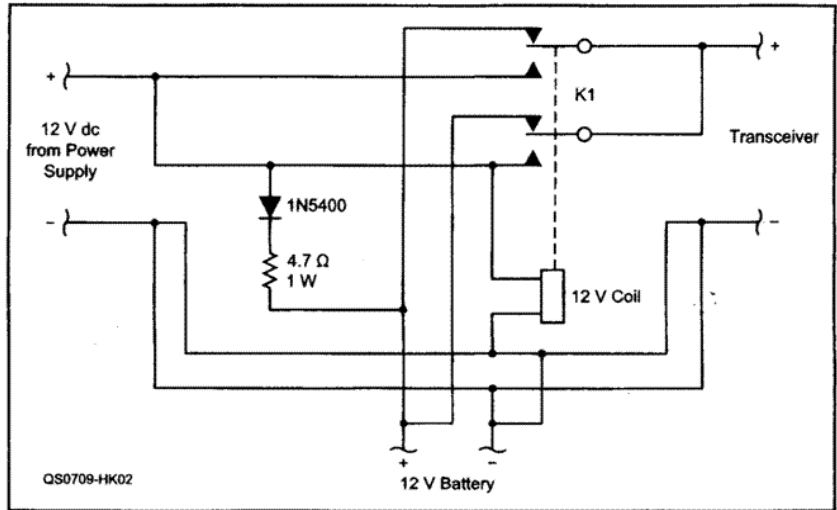 +
+
K1
12 V dc
from Power
Supply
Transceiver
1N5400
−
−
4.7 Ω
1 W
12 V Coil
+
−
12 V Battery
QS0709-HK02